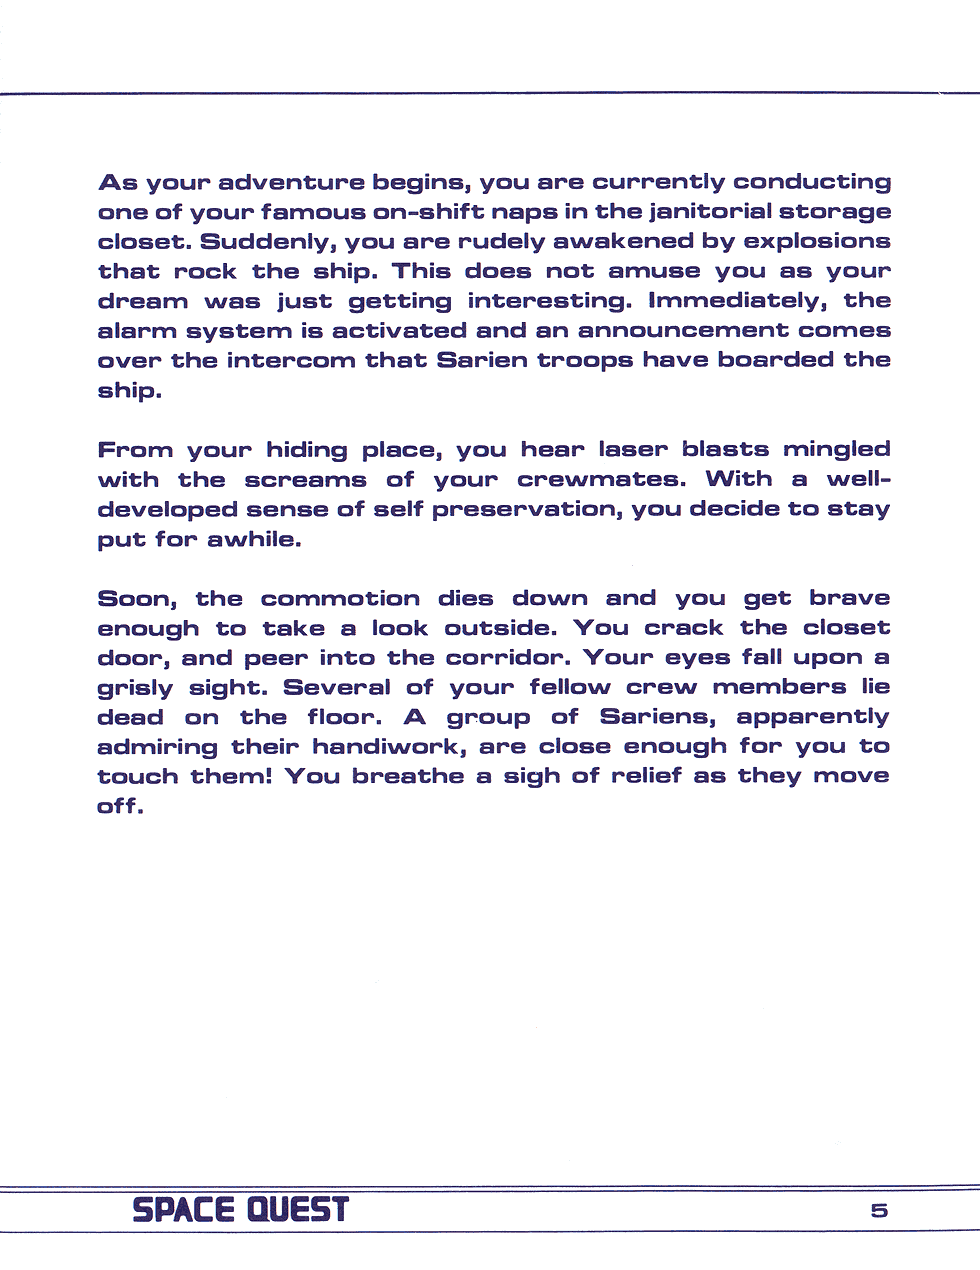 As your adventure begins, you are currently conducting
one of your famous on-shift naps in the janitorial storage
closet. Suddenly, you are rudely awakened by explosions
that rock the ship. This does not amuse you as your
dream was just getting interesting. Immediately, the
alarm system is activated and an announcement comes
over the intercom that Sarien troops have boarded the
ship.
From your hiding place, you hear laser blasts mingled
with the screams of your crewmates. With a well-
developed sense of self preservation, you decide to stay
put for awhile.
Soon, the commotion dies down and you get brave
enough to take a look outside. You crack the closet
door, and peer into the corridor. Your eyes fall upon a
grisly sight. Several of your fellow crew members lie
dead on the floor. A group of Sariens, apparently
admiring their handiwork, are close enough for you to
touch them! You breathe a sigh of relief as they move
off.
SPACE QUEST 5